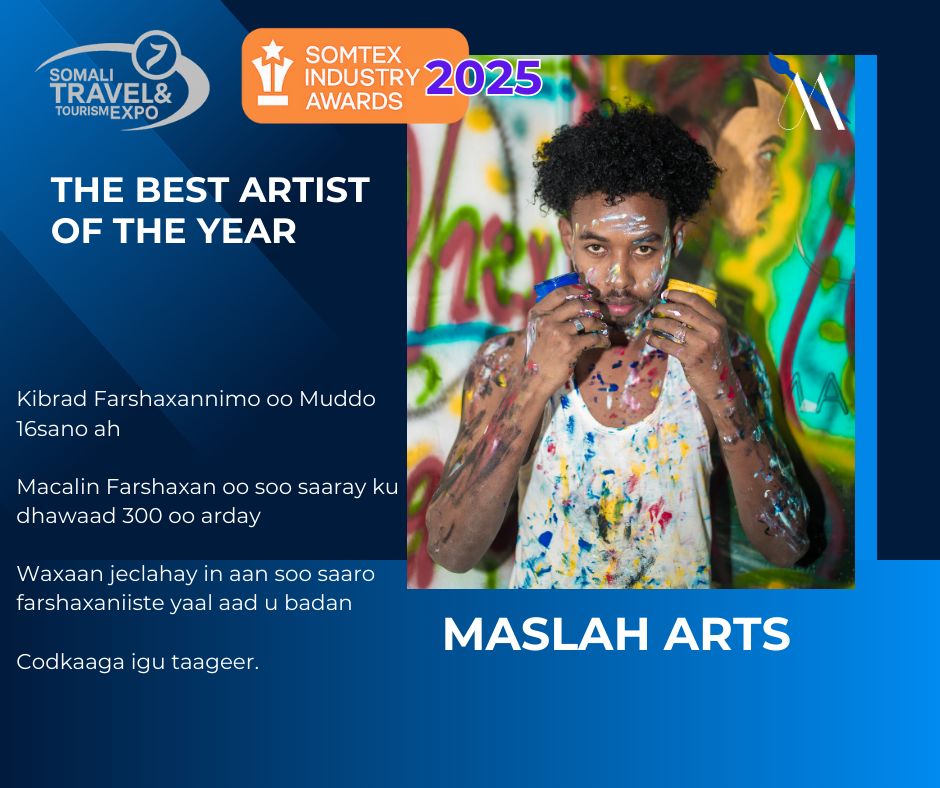 SOMALI
TRAVEL&
TOURISM EXPO
SOMTEX
INDUSTRY
AWARDS
2025
THE BEST ARTIST
OF THE YEAR
Kibrad Farshaxannimo oo Muddo
16sano ah
Macalin Farshaxan oo soo saaray ku
dhawaad 300 oo arday
Waxaan jeclahay in aan soo saaro
farshaxaniiste yaal aad u badan
Codkaaga igu taageer.
MASLAH ARTS